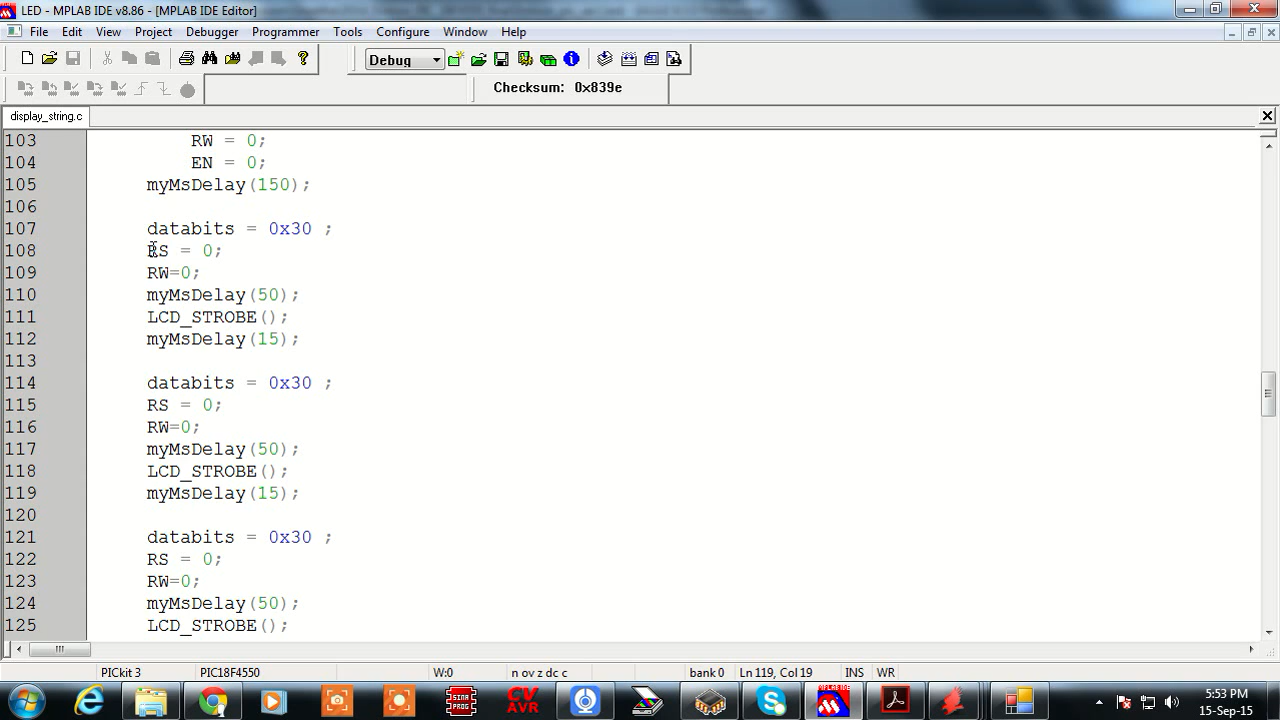 LED - MPLAB IDE v8.86 - [MPLAB IDE Editor]
File Edit View Project Debugger Programmer Tools Configure Window Help
Debug
Checksum: 0x839e
display_string.c
103 RW = 0;
104 EN = 0;
105 myMsDelay(150);
106
107 databits = 0x30 ;
108 RS = 0;
109 RW=0;
110 myMsDelay(50);
111 LCD_STROBE();
112 myMsDelay(15);
113
114 databits = 0x30 ;
115 RS = 0;
116 RW=0;
117 myMsDelay(50);
118 LCD_STROBE();
119 myMsDelay(15);
120
121 databits = 0x30 ;
122 RS = 0;
123 RW=0;
124 myMsDelay(50);
125 LCD_STROBE();
PICkit 3 PIC18F4550 W:0 n ov z dc c bank 0 Ln 119, Col 19 INS WR
SINA PROG
CV AVR
MPLAB IDE
5:53 PM
15-Sep-15